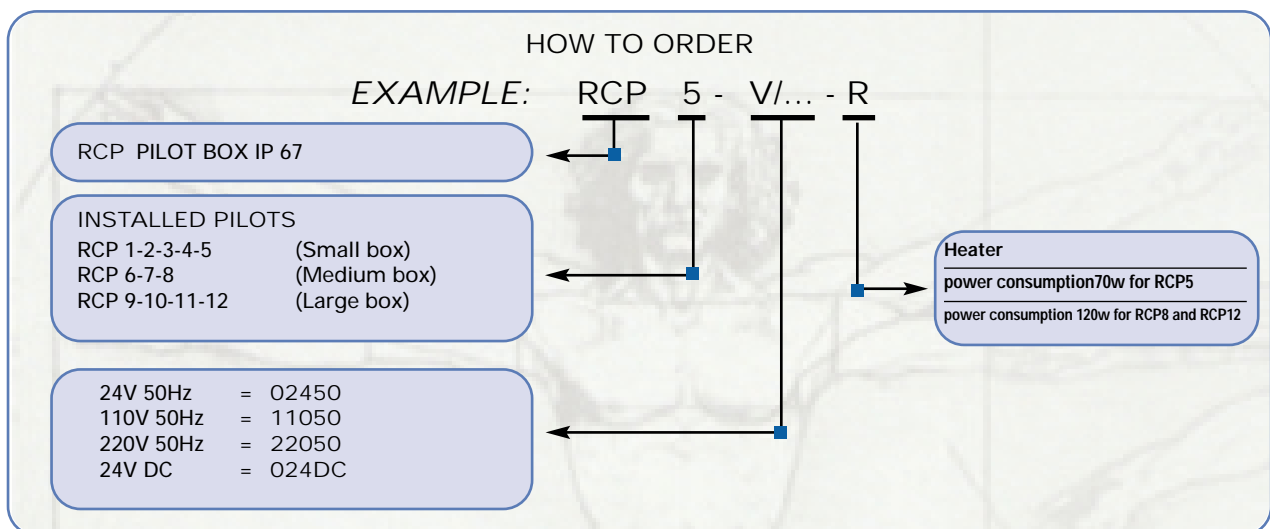 HOW TO ORDER
EXAMPLE: RCP 5 - V/... - R
RCP PILOT BOX IP 67
INSTALLED PILOTS
RCP 1-2-3-4-5 (Small box)
RCP 6-7-8 (Medium box)
RCP 9-10-11-12 (Large box)
Heater
power consumption70w for RCP5
power consumption 120w for RCP8 and RCP12
24V 50Hz = 02450
110V 50Hz = 11050
220V 50Hz = 22050
24V DC = 024DC